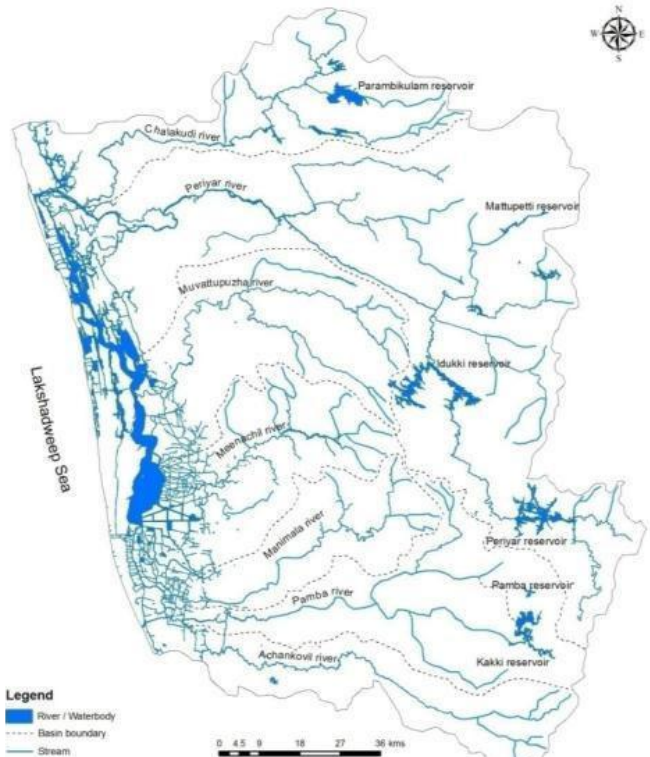 N
W E
S
Parambikulam reservoir
Chalakudi river
Periyar river
Mattupetti reservoir
Muvattupuzha river
Idukki reservoir
Lakshadweep Sea
Meenachil river
Manimala river
Periyar reservoir
Pamba reservoir
Pamba river
Achankovil river
Kakki reservoir
Legend
River / Waterbody
Basin boundary
Stream
0 4.5 9 18 27 36 kms